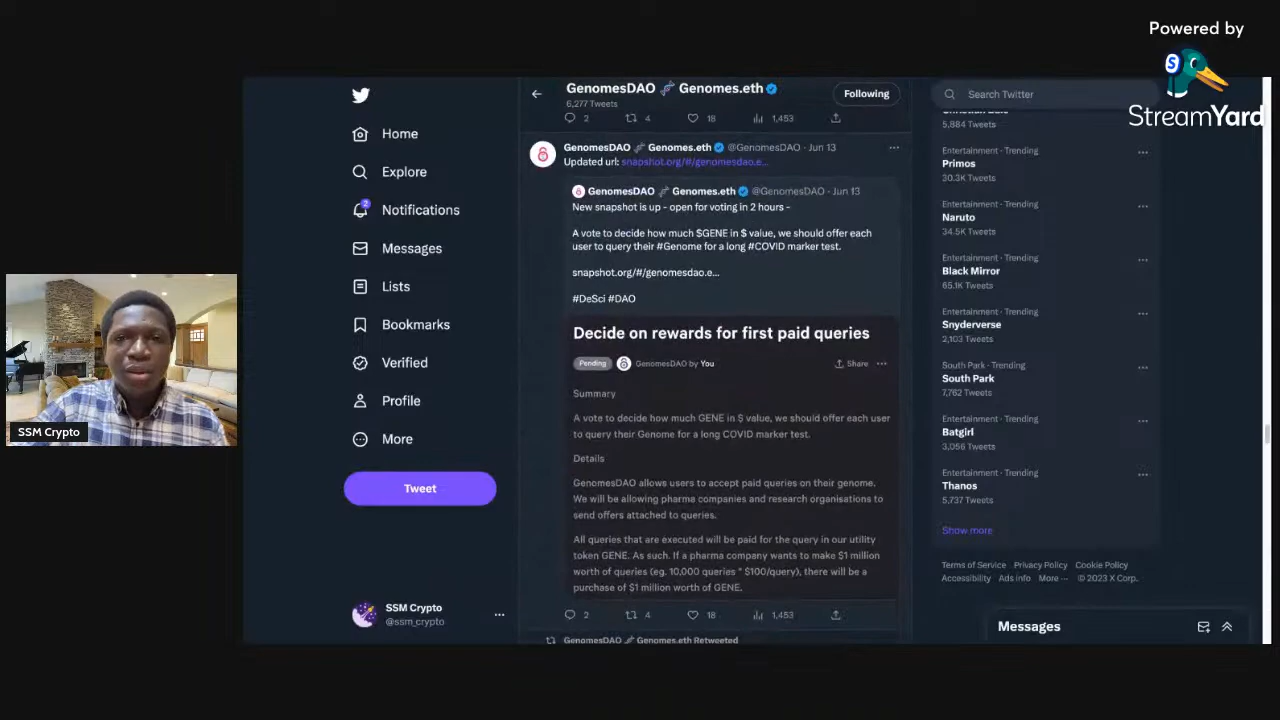 Powered by
StreamYard
SSM Crypto
Home
Explore
2
Notifications
Messages
Lists
Bookmarks
Verified
Profile
More
Tweet
SSM Crypto
@ssm_crypto
GenomesDAO Genomes.eth
6,277 Tweets
Following
2 4 18 1,453
GenomesDAO Genomes.eth @GenomesDAO · Jun 13
Updated url: snapshot.org/#/genomesdao.e...
GenomesDAO Genomes.eth @GenomesDAO · Jun 13
New snapshot is up - open for voting in 2 hours -
A vote to decide how much $GENE in $ value, we should offer each
user to query their #Genome for a long #COVID marker test.
snapshot.org/#/genomesdao.e...
#DeSci #DAO
Decide on rewards for first paid queries
Pending GenomesDAO by You Share
Summary
A vote to decide how much GENE in $ value, we should offer each user
to query their Genome for a long COVID marker test.
Details
GenomesDAO allows users to accept paid queries on their genome.
We will be allowing pharma companies and research organisations to
send offers attached to queries.
All queries that are executed will be paid for the query in our utility
token GENE. As such. If a pharma company wants to make $1 million
worth of queries (eg. 10,000 queries * $100/query), there will be a
purchase of $1 million worth of GENE.
2 4 18 1,453
GenomesDAO Genomes.eth Retweeted
Search Twitter
5,884 Tweets
Entertainment · Trending
Primos
30.3K Tweets
Entertainment · Trending
Naruto
34.5K Tweets
Entertainment · Trending
Black Mirror
65.1K Tweets
Entertainment · Trending
Snyderverse
2,103 Tweets
South Park · Trending
South Park
7,762 Tweets
Entertainment · Trending
Batgirl
3,056 Tweets
Entertainment · Trending
Thanos
5,737 Tweets
Show more
Terms of Service Privacy Policy Cookie Policy
Accessibility Ads info More ··· © 2023 X Corp.
Messages